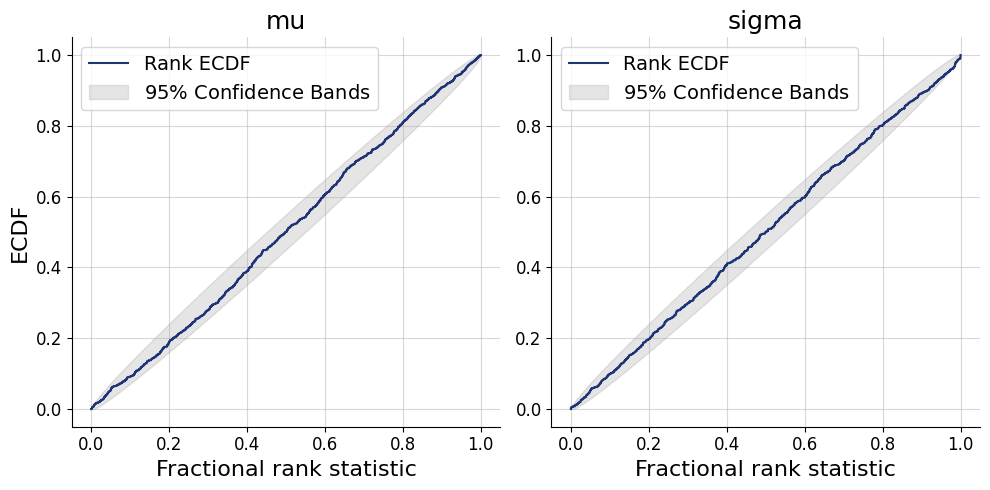 mu
Rank ECDF
95% Confidence Bands
1.0
0.8
0.6
0.4
0.2
0.0
ECDF
0.0 0.2 0.4 0.6 0.8 1.0
Fractional rank statistic
sigma
Rank ECDF
95% Confidence Bands
1.0
0.8
0.6
0.4
0.2
0.0
0.0 0.2 0.4 0.6 0.8 1.0
Fractional rank statistic